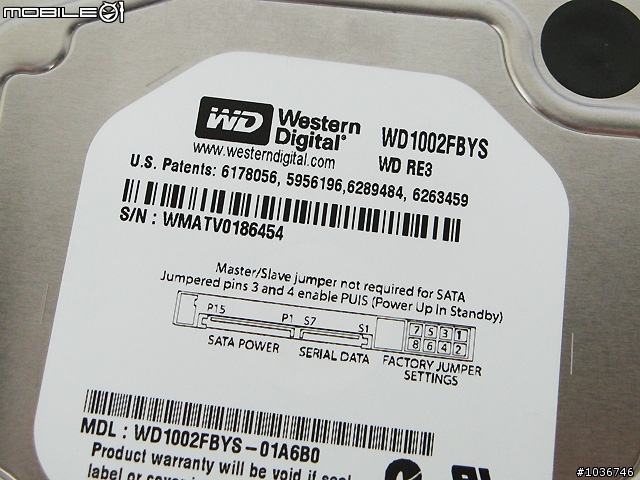 MOBILE01
WD Western Digital WD1002FBYS
www.westerndigital.com WD RE3
U.S. Patents: 6178056, 5956196,6289484, 6263459
S/N : WMATV0186454
Master/Slave jumper not required for SATA
Jumpered pins 3 and 4 enable PUIS (Power Up In Standby)
P15 P1 S7 S1 7 5 3 1
8 6 4 2
SATA POWER SERIAL DATA FACTORY JUMPER SETTINGS
MDL : WD1002FBYS-01A6B0
Product warranty will be void if seal
label or cover
#1036746